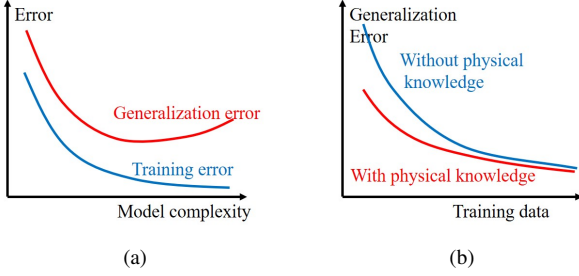 Error
Generalization error
Training error
Model complexity
(a)
Generalization
Error
Without physical
knowledge
With physical knowledge
Training data
(b)